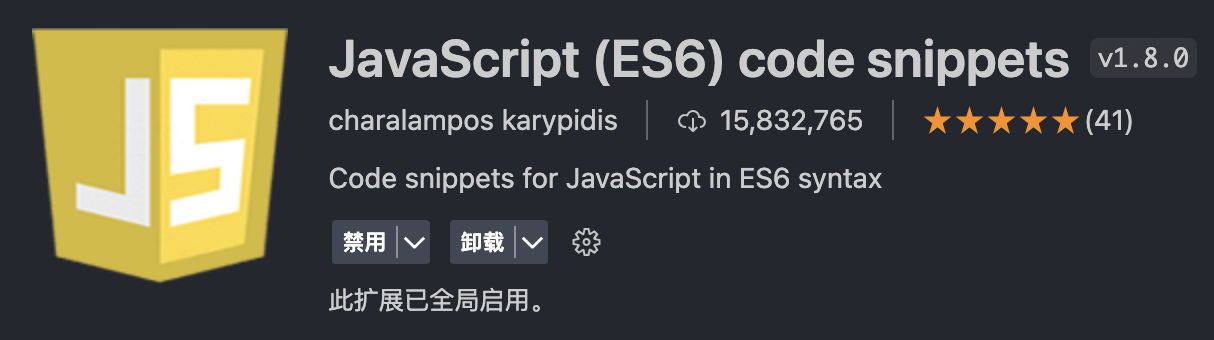 JS
JavaScript (ES6) code snippets v1.8.0
charalampos karypidis 15,832,765 (41)
Code snippets for JavaScript in ES6 syntax
禁用 卸载
此扩展已全局启用。